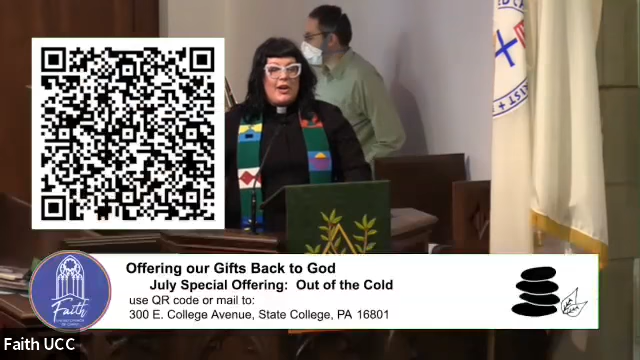 Offering our Gifts Back to God
July Special Offering: Out of the Cold
use QR code or mail to:
300 E. College Avenue, State College, PA 16801
Faith
Faith UCC